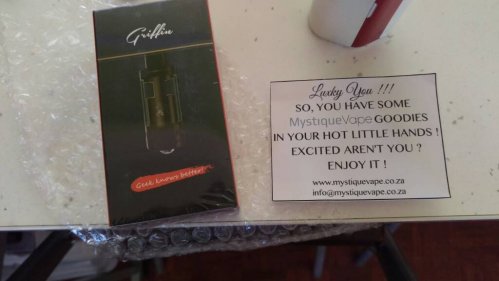 Griffin
Geek knows better!
Luxky You !!!
SO, YOU HAVE SOME
MystiqueVape GOODIES
IN YOUR HOT LITTLE HANDS !
EXCITED AREN'T YOU ?
ENJOY IT !
www.mystiquevape.co.za
info@mystiquevape.co.za